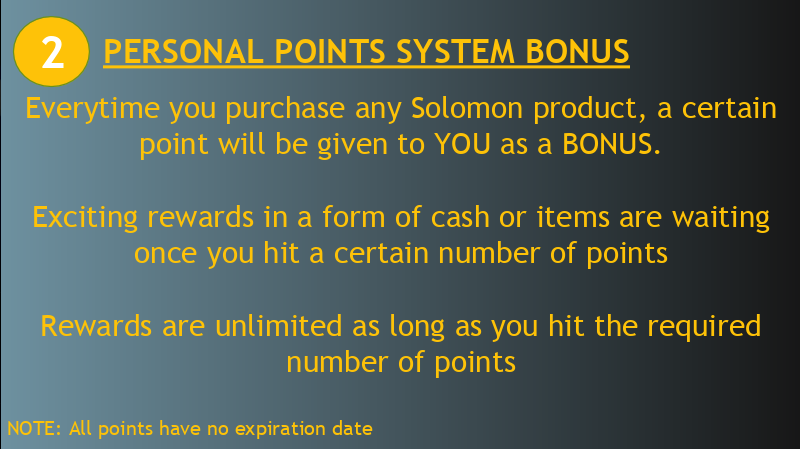 2 PERSONAL POINTS SYSTEM BONUS
Everytime you purchase any Solomon product, a certain
point will be given to YOU as a BONUS.
Exciting rewards in a form of cash or items are waiting
once you hit a certain number of points
Rewards are unlimited as long as you hit the required
number of points
NOTE: All points have no expiration date